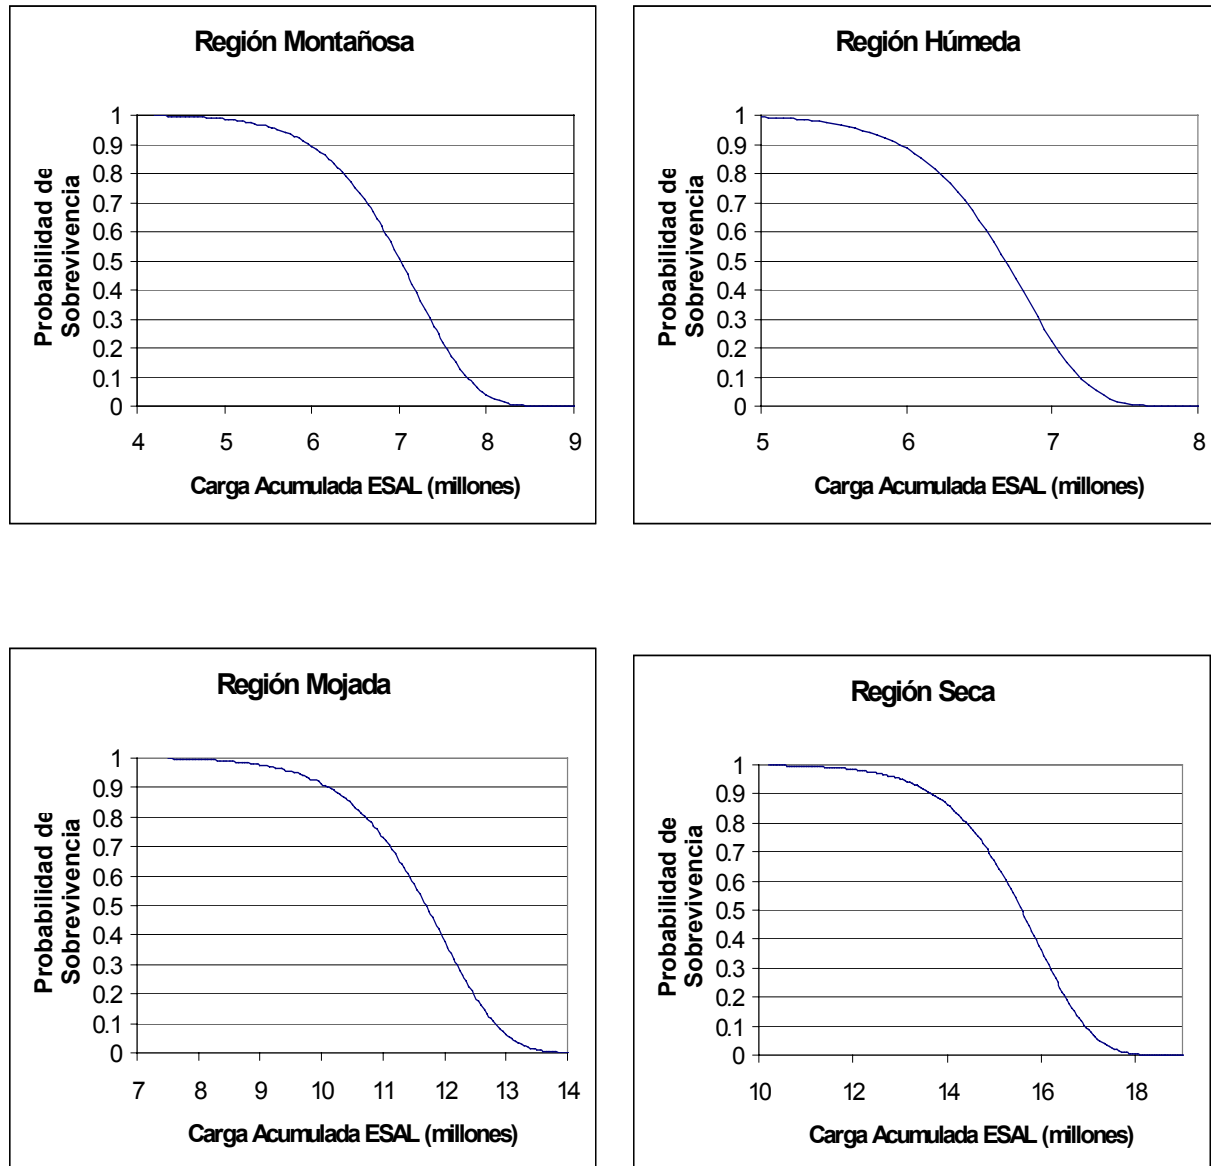 Región Montañosa
1
0.9
0.8
0.7
0.6
0.5
0.4
0.3
0.2
0.1
0
Probabilidad de
Sobrevivencia
4 5 6 7 8 9
Carga Acumulada ESAL (millones)
Región Húmeda
1
0.9
0.8
0.7
0.6
0.5
0.4
0.3
0.2
0.1
0
Probabilidad de
Sobrevivencia
5 6 7 8
Carga Acumulada ESAL (millones)
Región Mojada
1
0.9
0.8
0.7
0.6
0.5
0.4
0.3
0.2
0.1
0
Probabilidad de
Sobrevivencia
7 8 9 10 11 12 13 14
Carga Acumulada ESAL (millones)
Región Seca
1
0.9
0.8
0.7
0.6
0.5
0.4
0.3
0.2
0.1
0
Probabilidad de
Sobrevivencia
10 12 14 16 18
Carga Acumulada ESAL (millones)